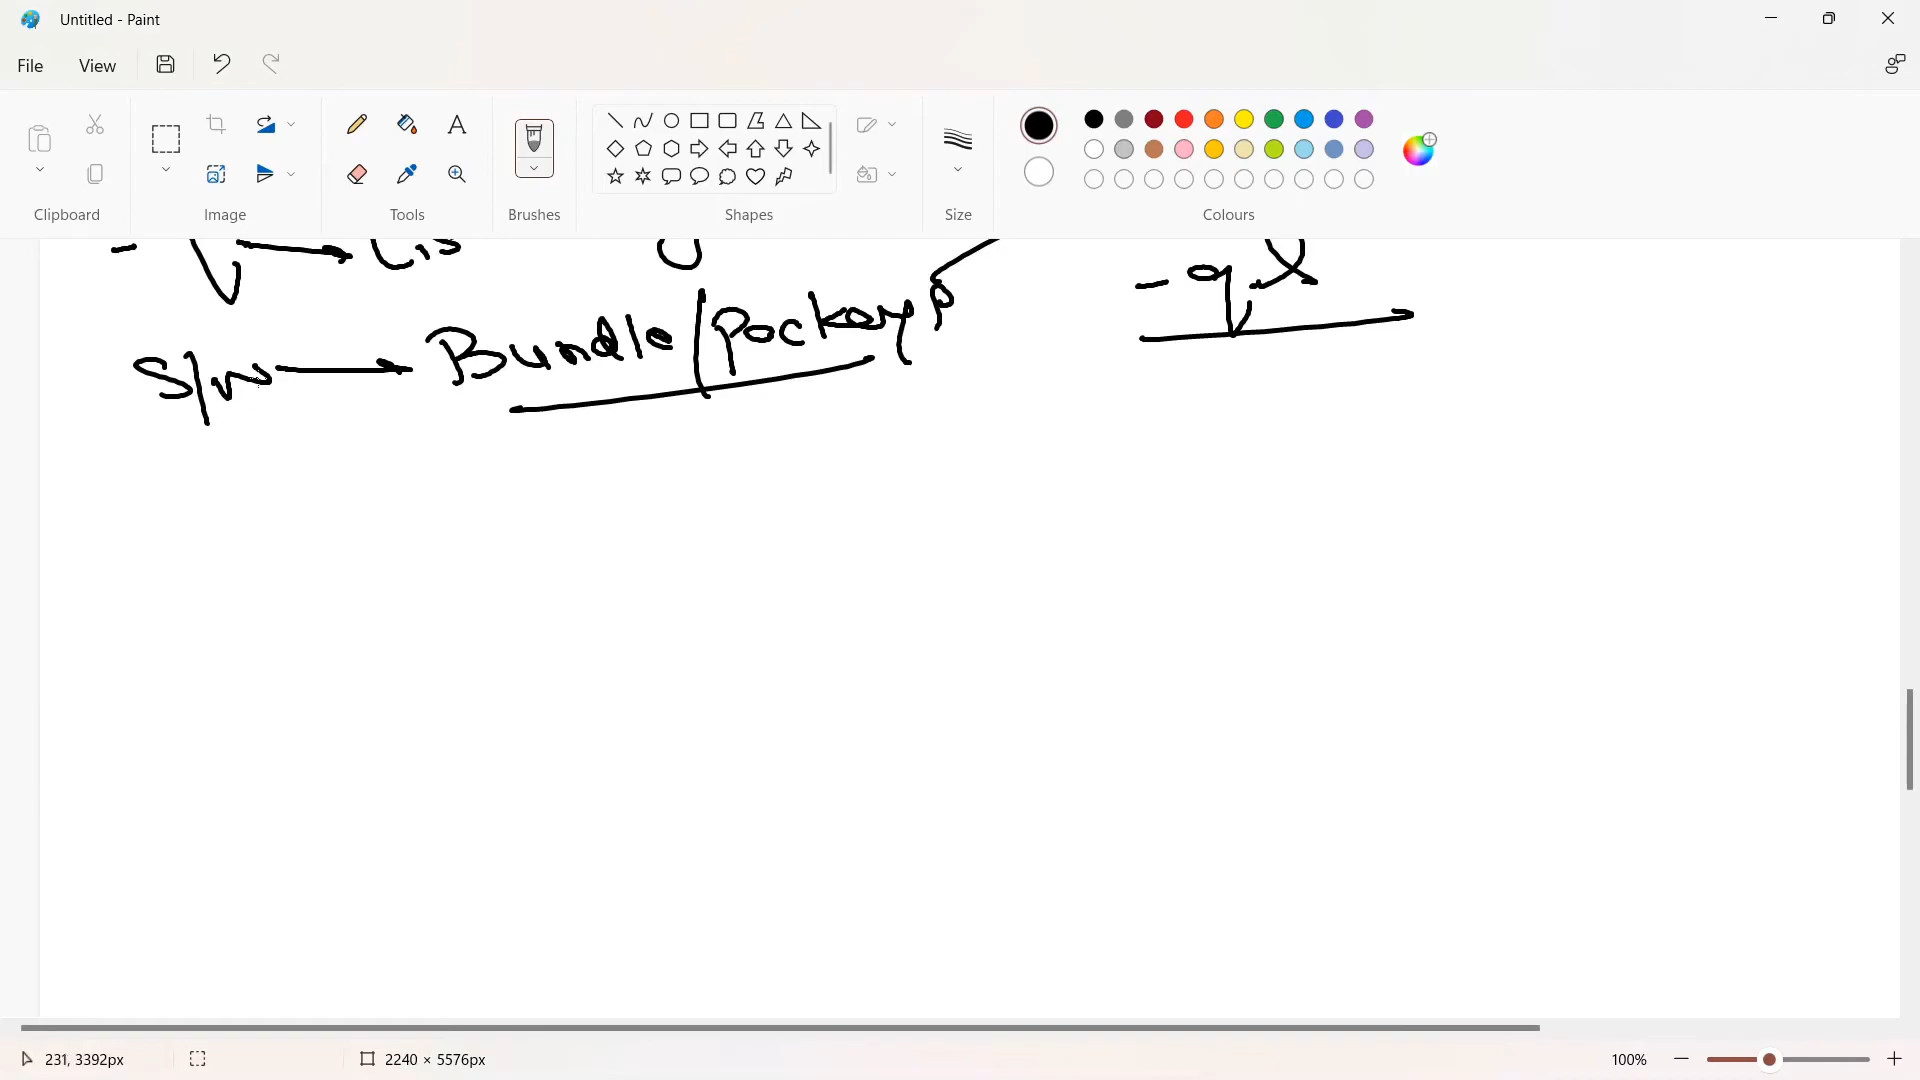 Untitled - Paint
File View
Clipboard Image Tools Brushes Shapes Size Colours
S/w → Bundle/Package
231, 3392px 2240 × 5576px 100%